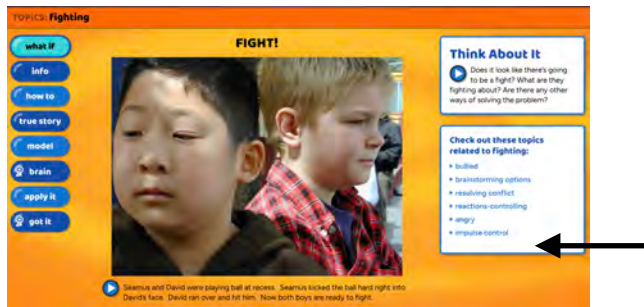 TOPICS: fighting
what if
info
how to
true story
model
brain
apply it
got it
FIGHT!
Seamus and David were playing ball at recess. Seamus kicked the ball hard right into
David's face. David ran over and hit him. Now both boys are ready to fight.
Think About It
Does it look like there's going
to be a fight? What are they
fighting about? Are there any other
ways of solving the problem?
Check out these topics
related to fighting:
bullied
brainstorming options
resolving conflict
reactions-controlling
angry
impulse control